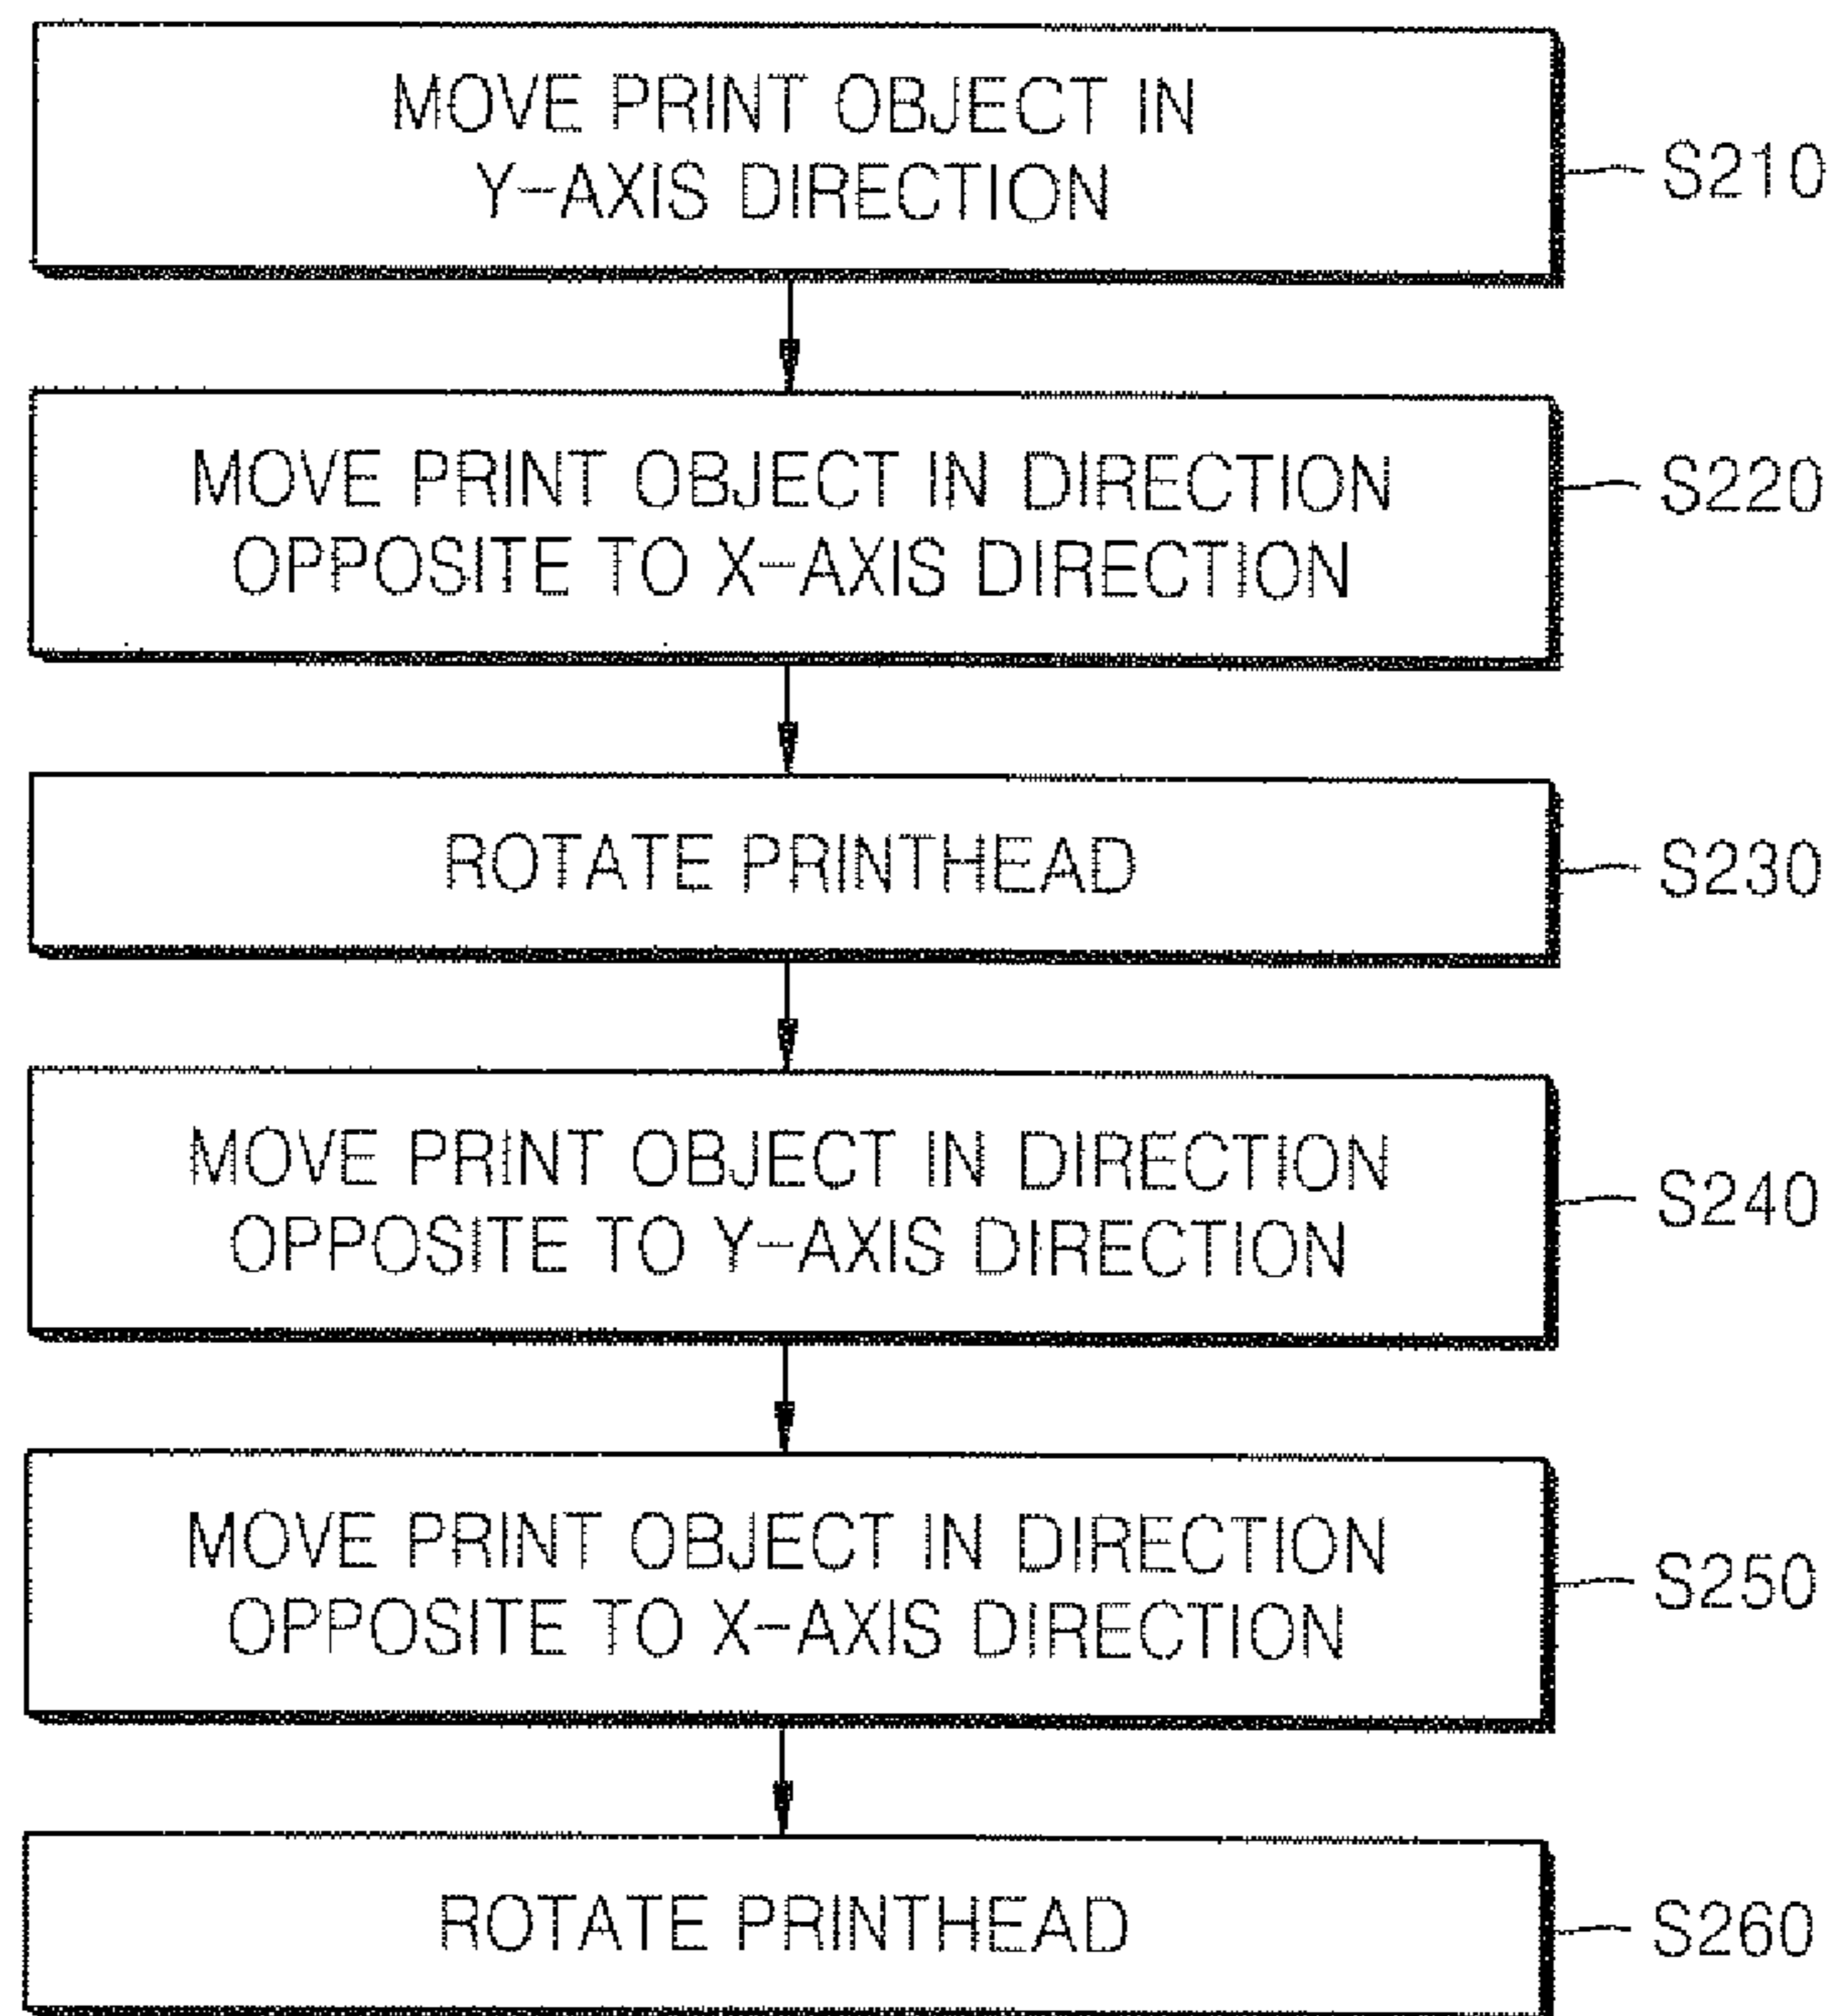 MOVE PRINT OBJECT IN
Y-AXIS DIRECTION
S210
MOVE PRINT OBJECT IN DIRECTION
OPPOSITE TO X-AXIS DIRECTION
S220
ROTATE PRINTHEAD
S230
MOVE PRINT OBJECT IN DIRECTION
OPPOSITE TO Y-AXIS DIRECTION
S240
MOVE PRINT OBJECT IN DIRECTION
OPPOSITE TO X-AXIS DIRECTION
S250
ROTATE PRINTHEAD
S260